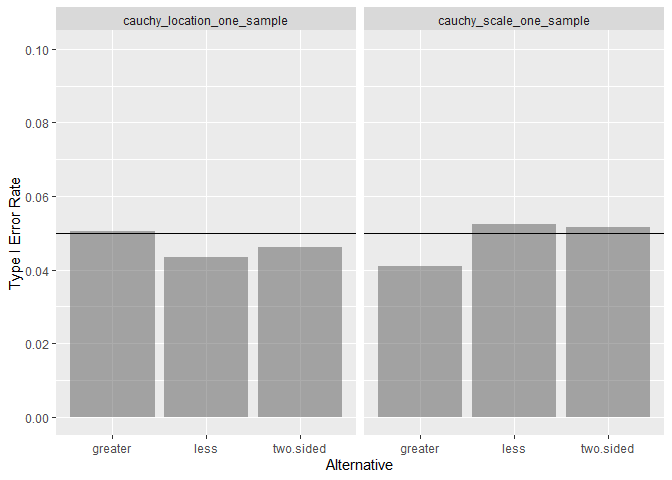 cauchy_location_one_sample
cauchy_scale_one_sample
Type I Error Rate
0.10
0.08
0.06
0.04
0.02
0.00
greater
less
two.sided
greater
less
two.sided
Alternative